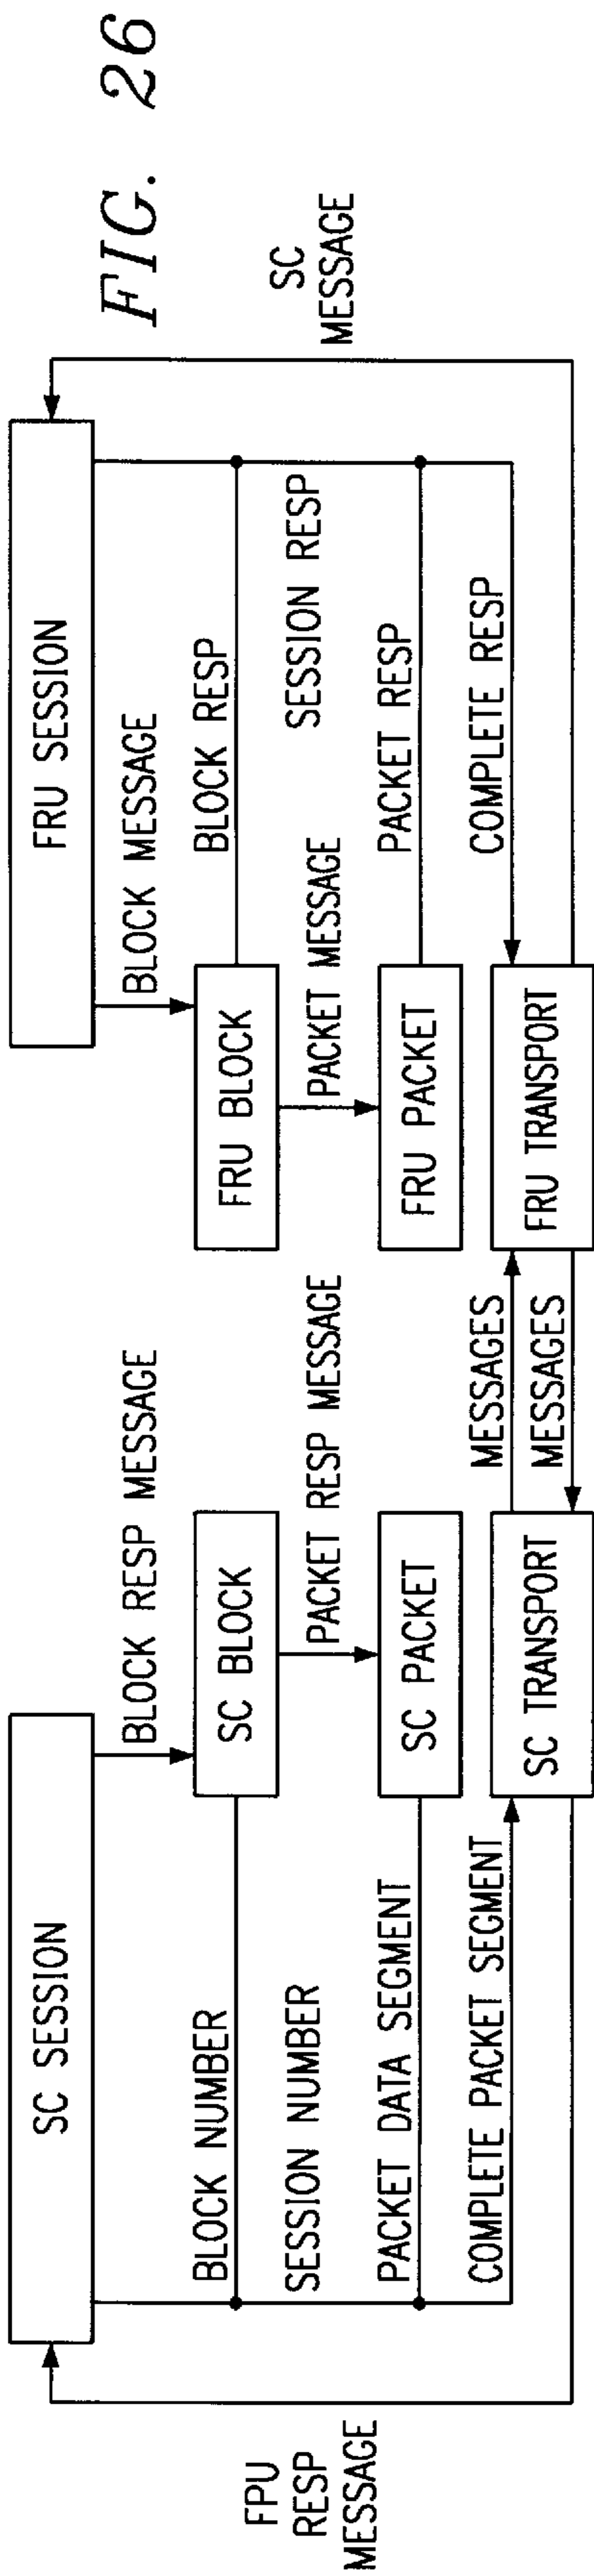 FIG. 26
SC SESSION
FRU SESSION
BLOCK RESP MESSAGE
BLOCK MESSAGE
BLOCK NUMBER
SC BLOCK
FRU BLOCK
BLOCK RESP
FPU
RESP
MESSAGE
SESSION NUMBER
PACKET RESP MESSAGE
PACKET MESSAGE
SESSION RESP
SC
MESSAGE
PACKET DATA SEGMENT
SC PACKET
FRU PACKET
PACKET RESP
COMPLETE PACKET SEGMENT
SC TRANSPORT
MESSAGES
MESSAGES
FRU TRANSPORT
COMPLETE RESP